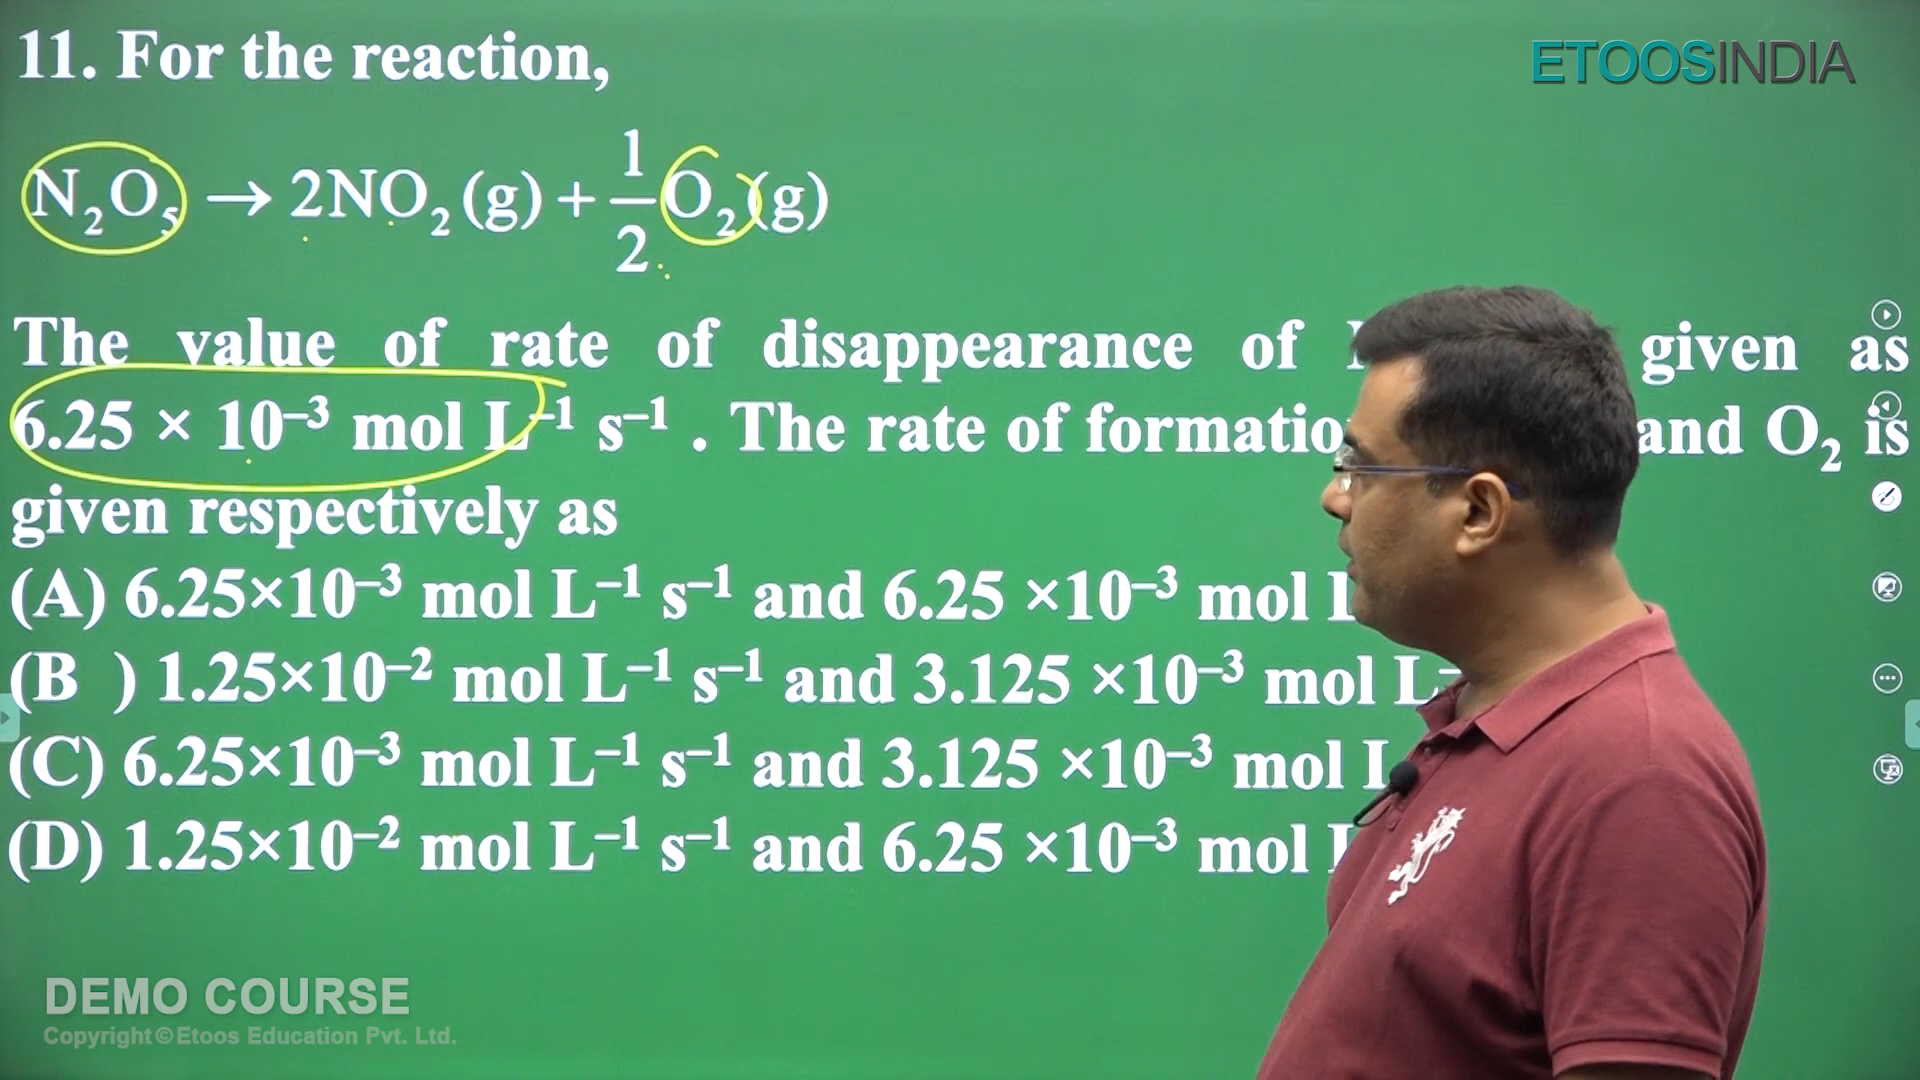 11. For the reaction,
ETOOSINDIA
N₂O₅ → 2NO₂ (g) + 1/2 O₂ (g)
The value of rate of disappearance of given as
6.25 × 10⁻³ mol L⁻¹ s⁻¹ . The rate of and O₂ is
given respectively as
(A) 6.25×10⁻³ mol L⁻¹ s⁻¹ and 6.25 ×10⁻³ mol
(B ) 1.25×10⁻² mol L⁻¹ s⁻¹ and 3.125 ×10⁻³ mol
(C) 6.25×10⁻³ mol L⁻¹ s⁻¹ and 3.125 ×10⁻³ mol
(D) 1.25×10⁻² mol L⁻¹ s⁻¹ and 6.25 ×10⁻³ mol
DEMO COURSE
Copyright © Etoos Education Pvt. Ltd.